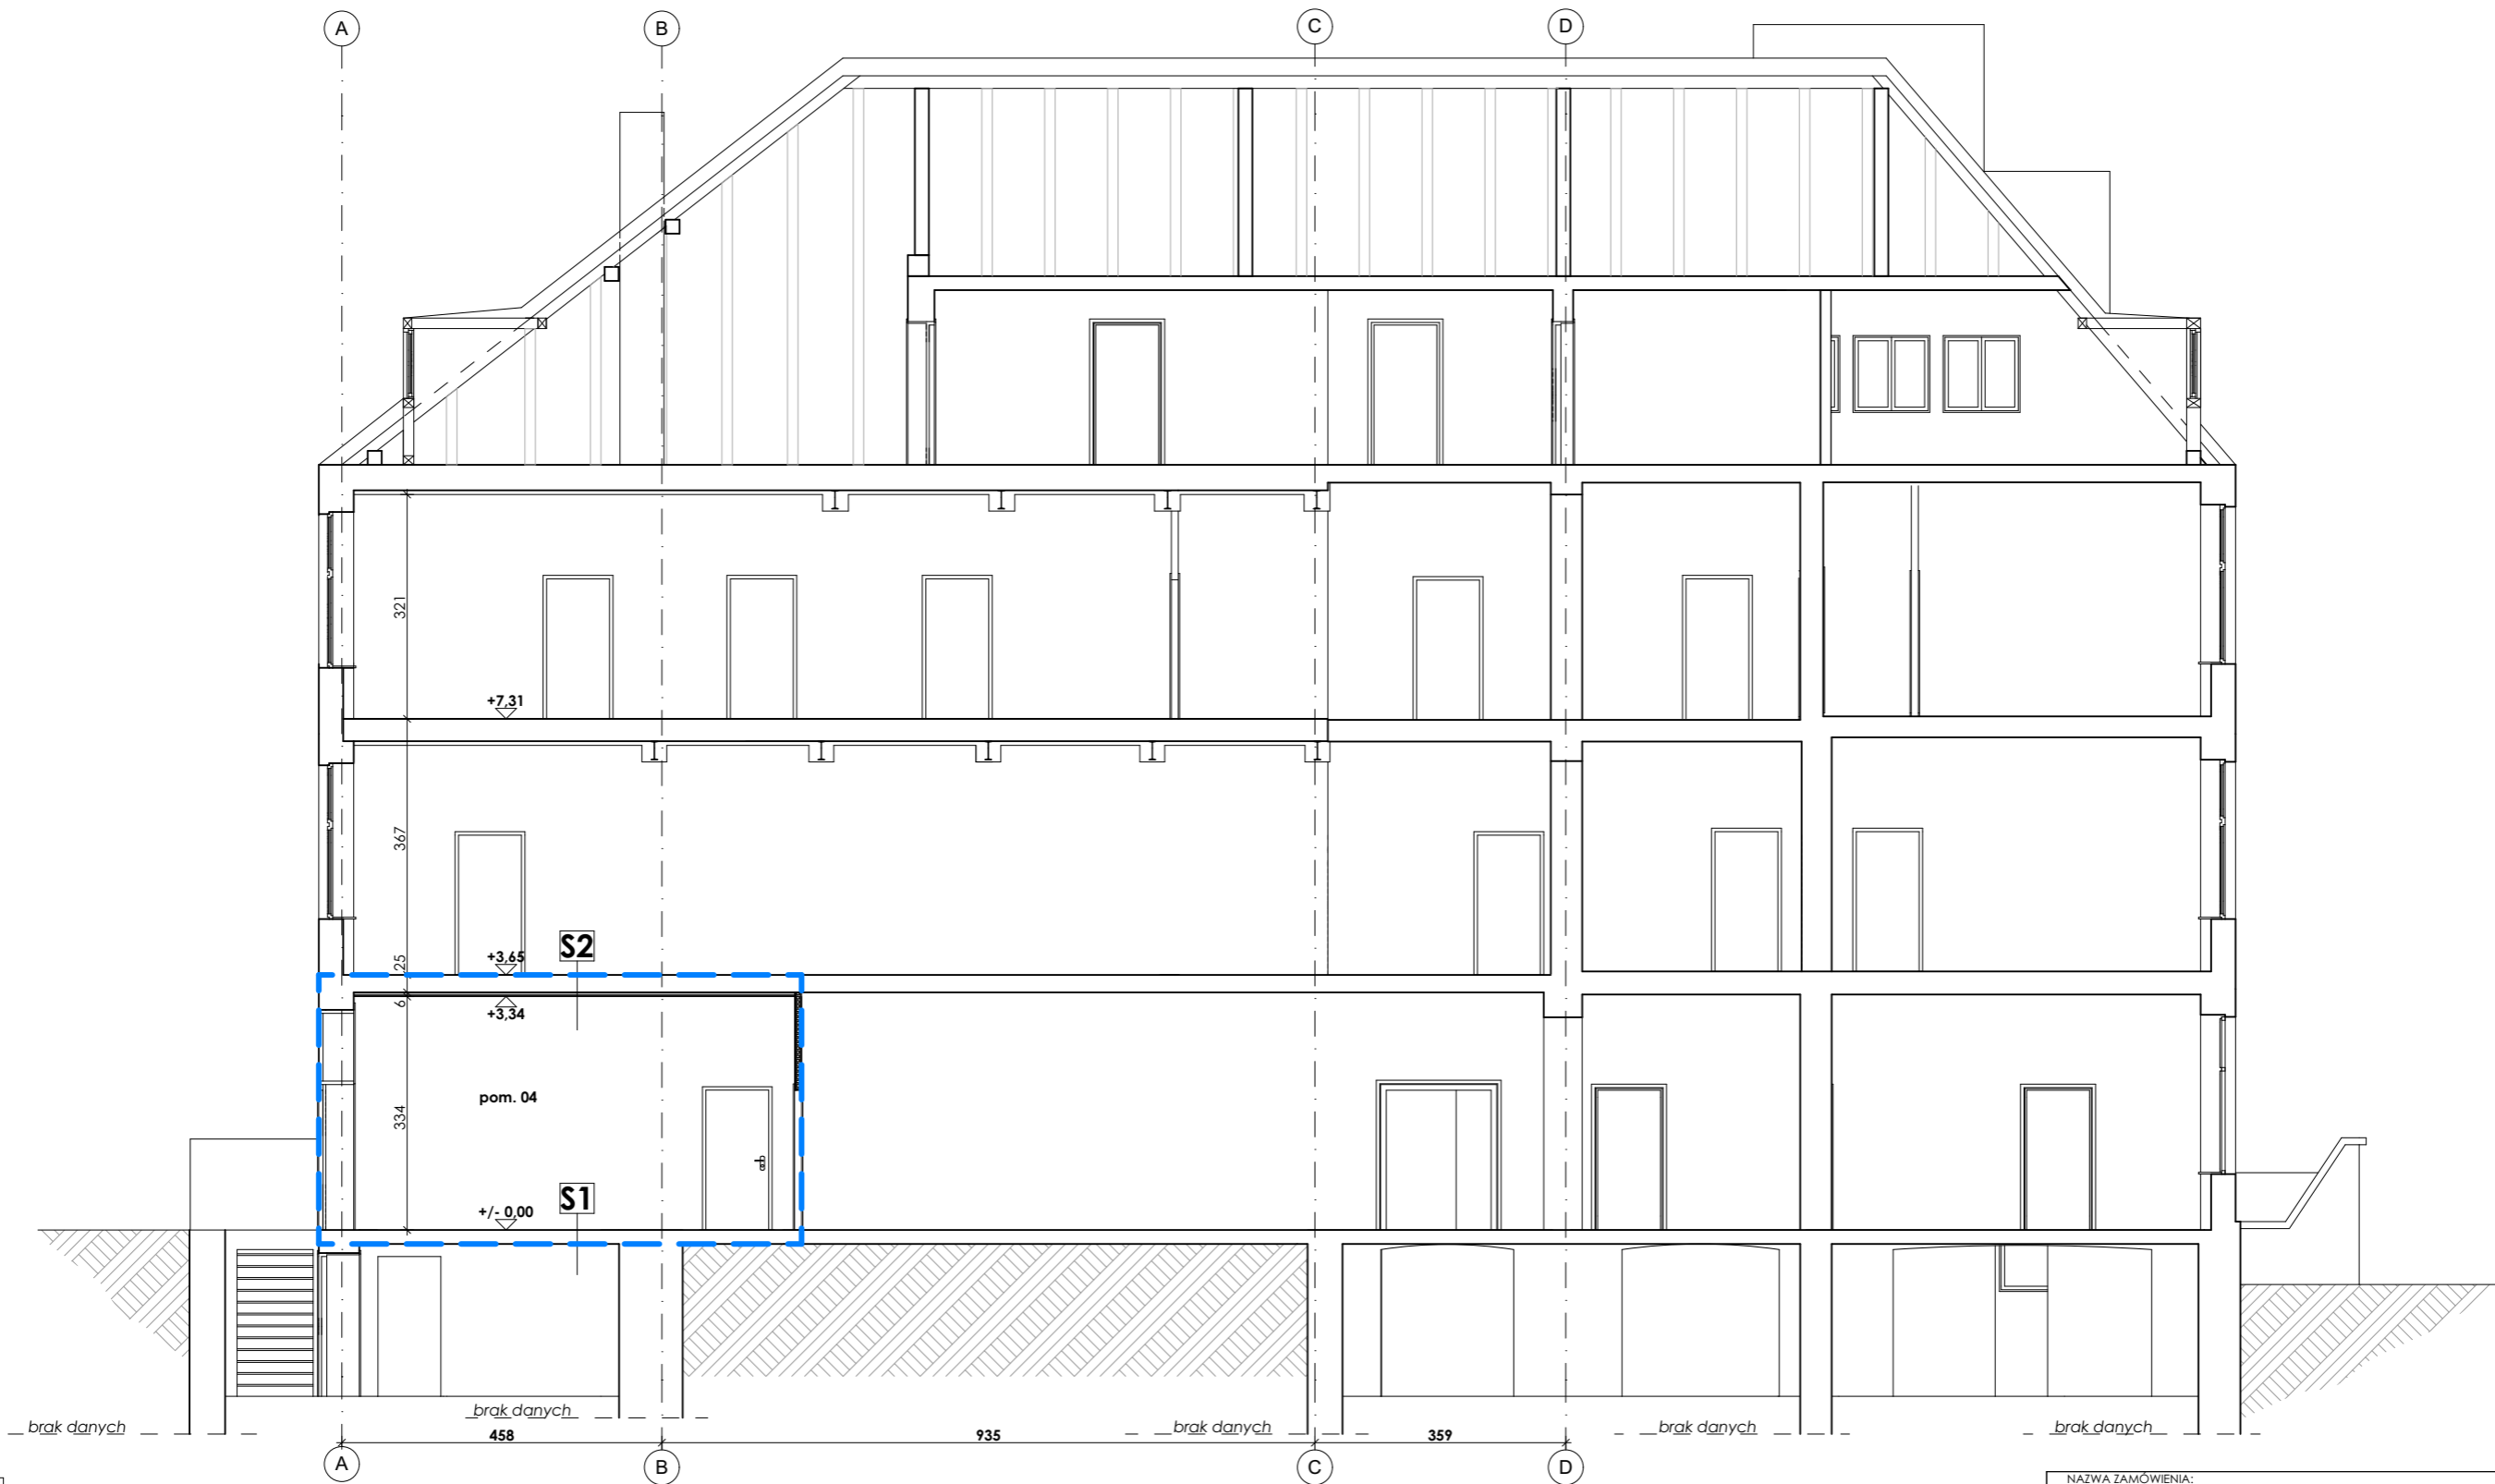 A B C D
321
+7,31
367
S2
+3,65
25
6
+3,34
pom. 04
334
S1
+/- 0,00
brak danych
brak danych
brak danych
brak danych
brak danych
458 935 359
A B C D
NAZWA ZAMÓWIENIA: